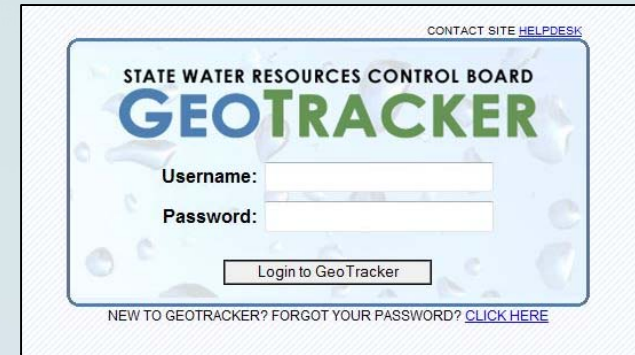 CONTACT SITE HELPDESK
STATE WATER RESOURCES CONTROL BOARD
GEOTRACKER
Username:
Password:
Login to GeoTracker
NEW TO GEOTRACKER? FORGOT YOUR PASSWORD? CLICK HERE